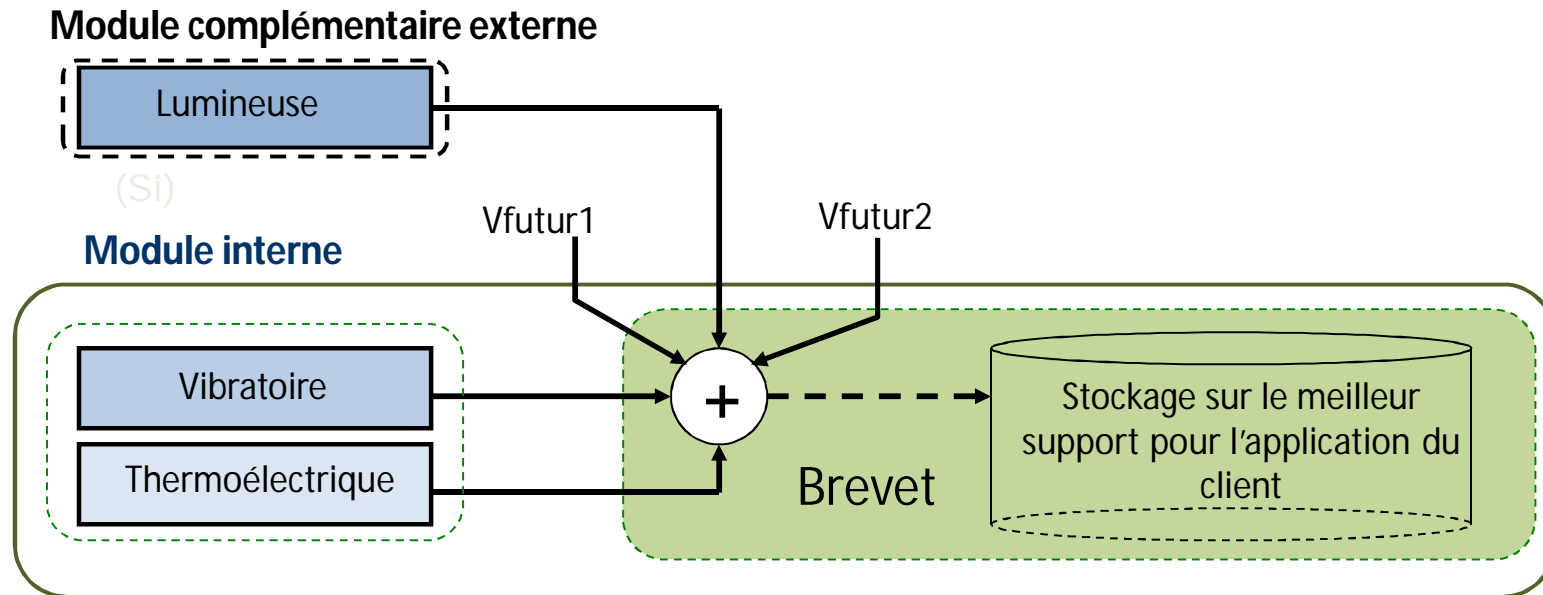 Module complémentaire externe
Lumineuse
(Si)
Vfutur1
Vfutur2
Module interne
Vibratoire
Thermoélectrique
+
Brevet
Stockage sur le meilleur
support pour l'application du
client